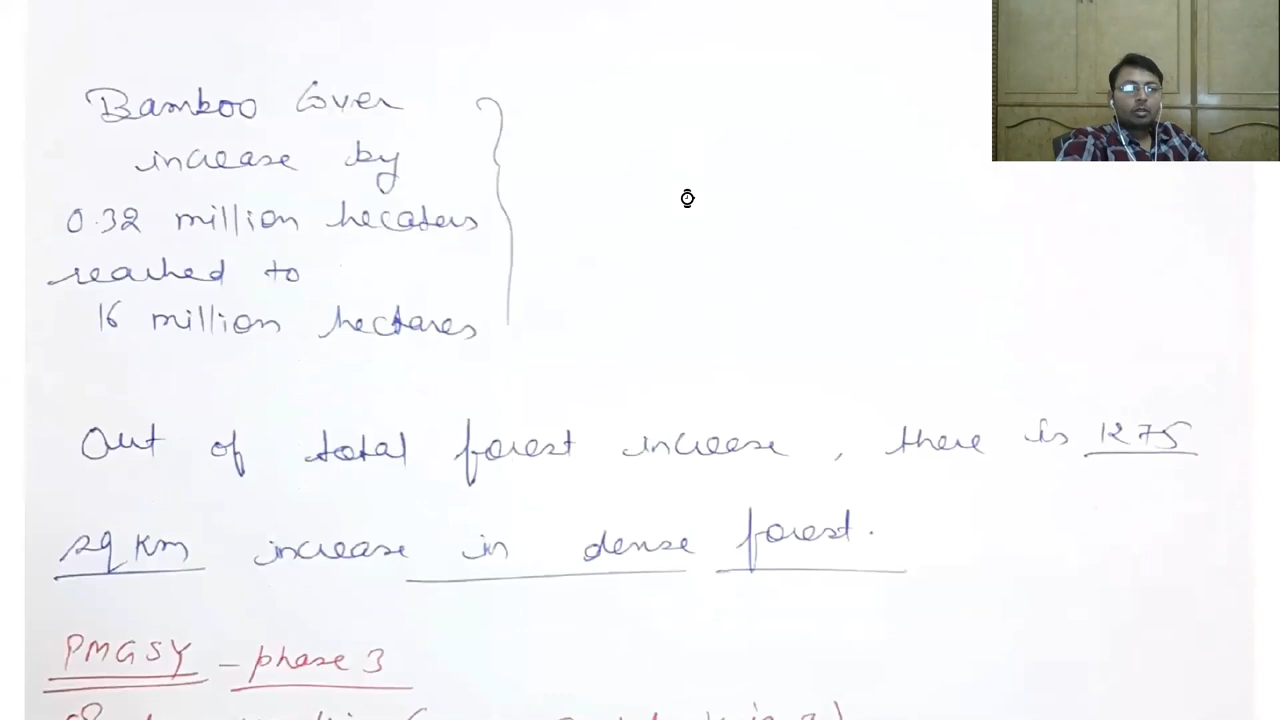 Bamboo Cover
increase by
0.32 million hecaters
reached to
16 million hectares
Out of total forest increase, there is 1275
sq km increase in dense forest.
PMGSY - phase 3